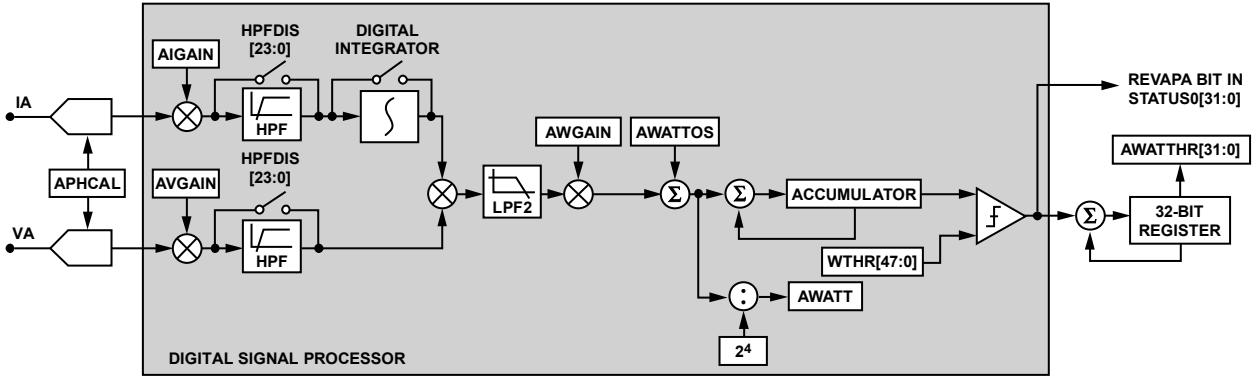 HPFDIS
[23:0]
DIGITAL
INTEGRATOR
AIGAIN
IA
HPF
REVAPA BIT IN
STATUS0[31:0]
APHCAL
HPFDIS
[23:0]
AVGAIN
VA
HPF
LPF2
AWGAIN
AWATTOS
Σ
Σ
ACCUMULATOR
WTHR[47:0]
AWATTHR[31:0]
Σ
32-BIT
REGISTER
:
AWATT
2⁴
DIGITAL SIGNAL PROCESSOR